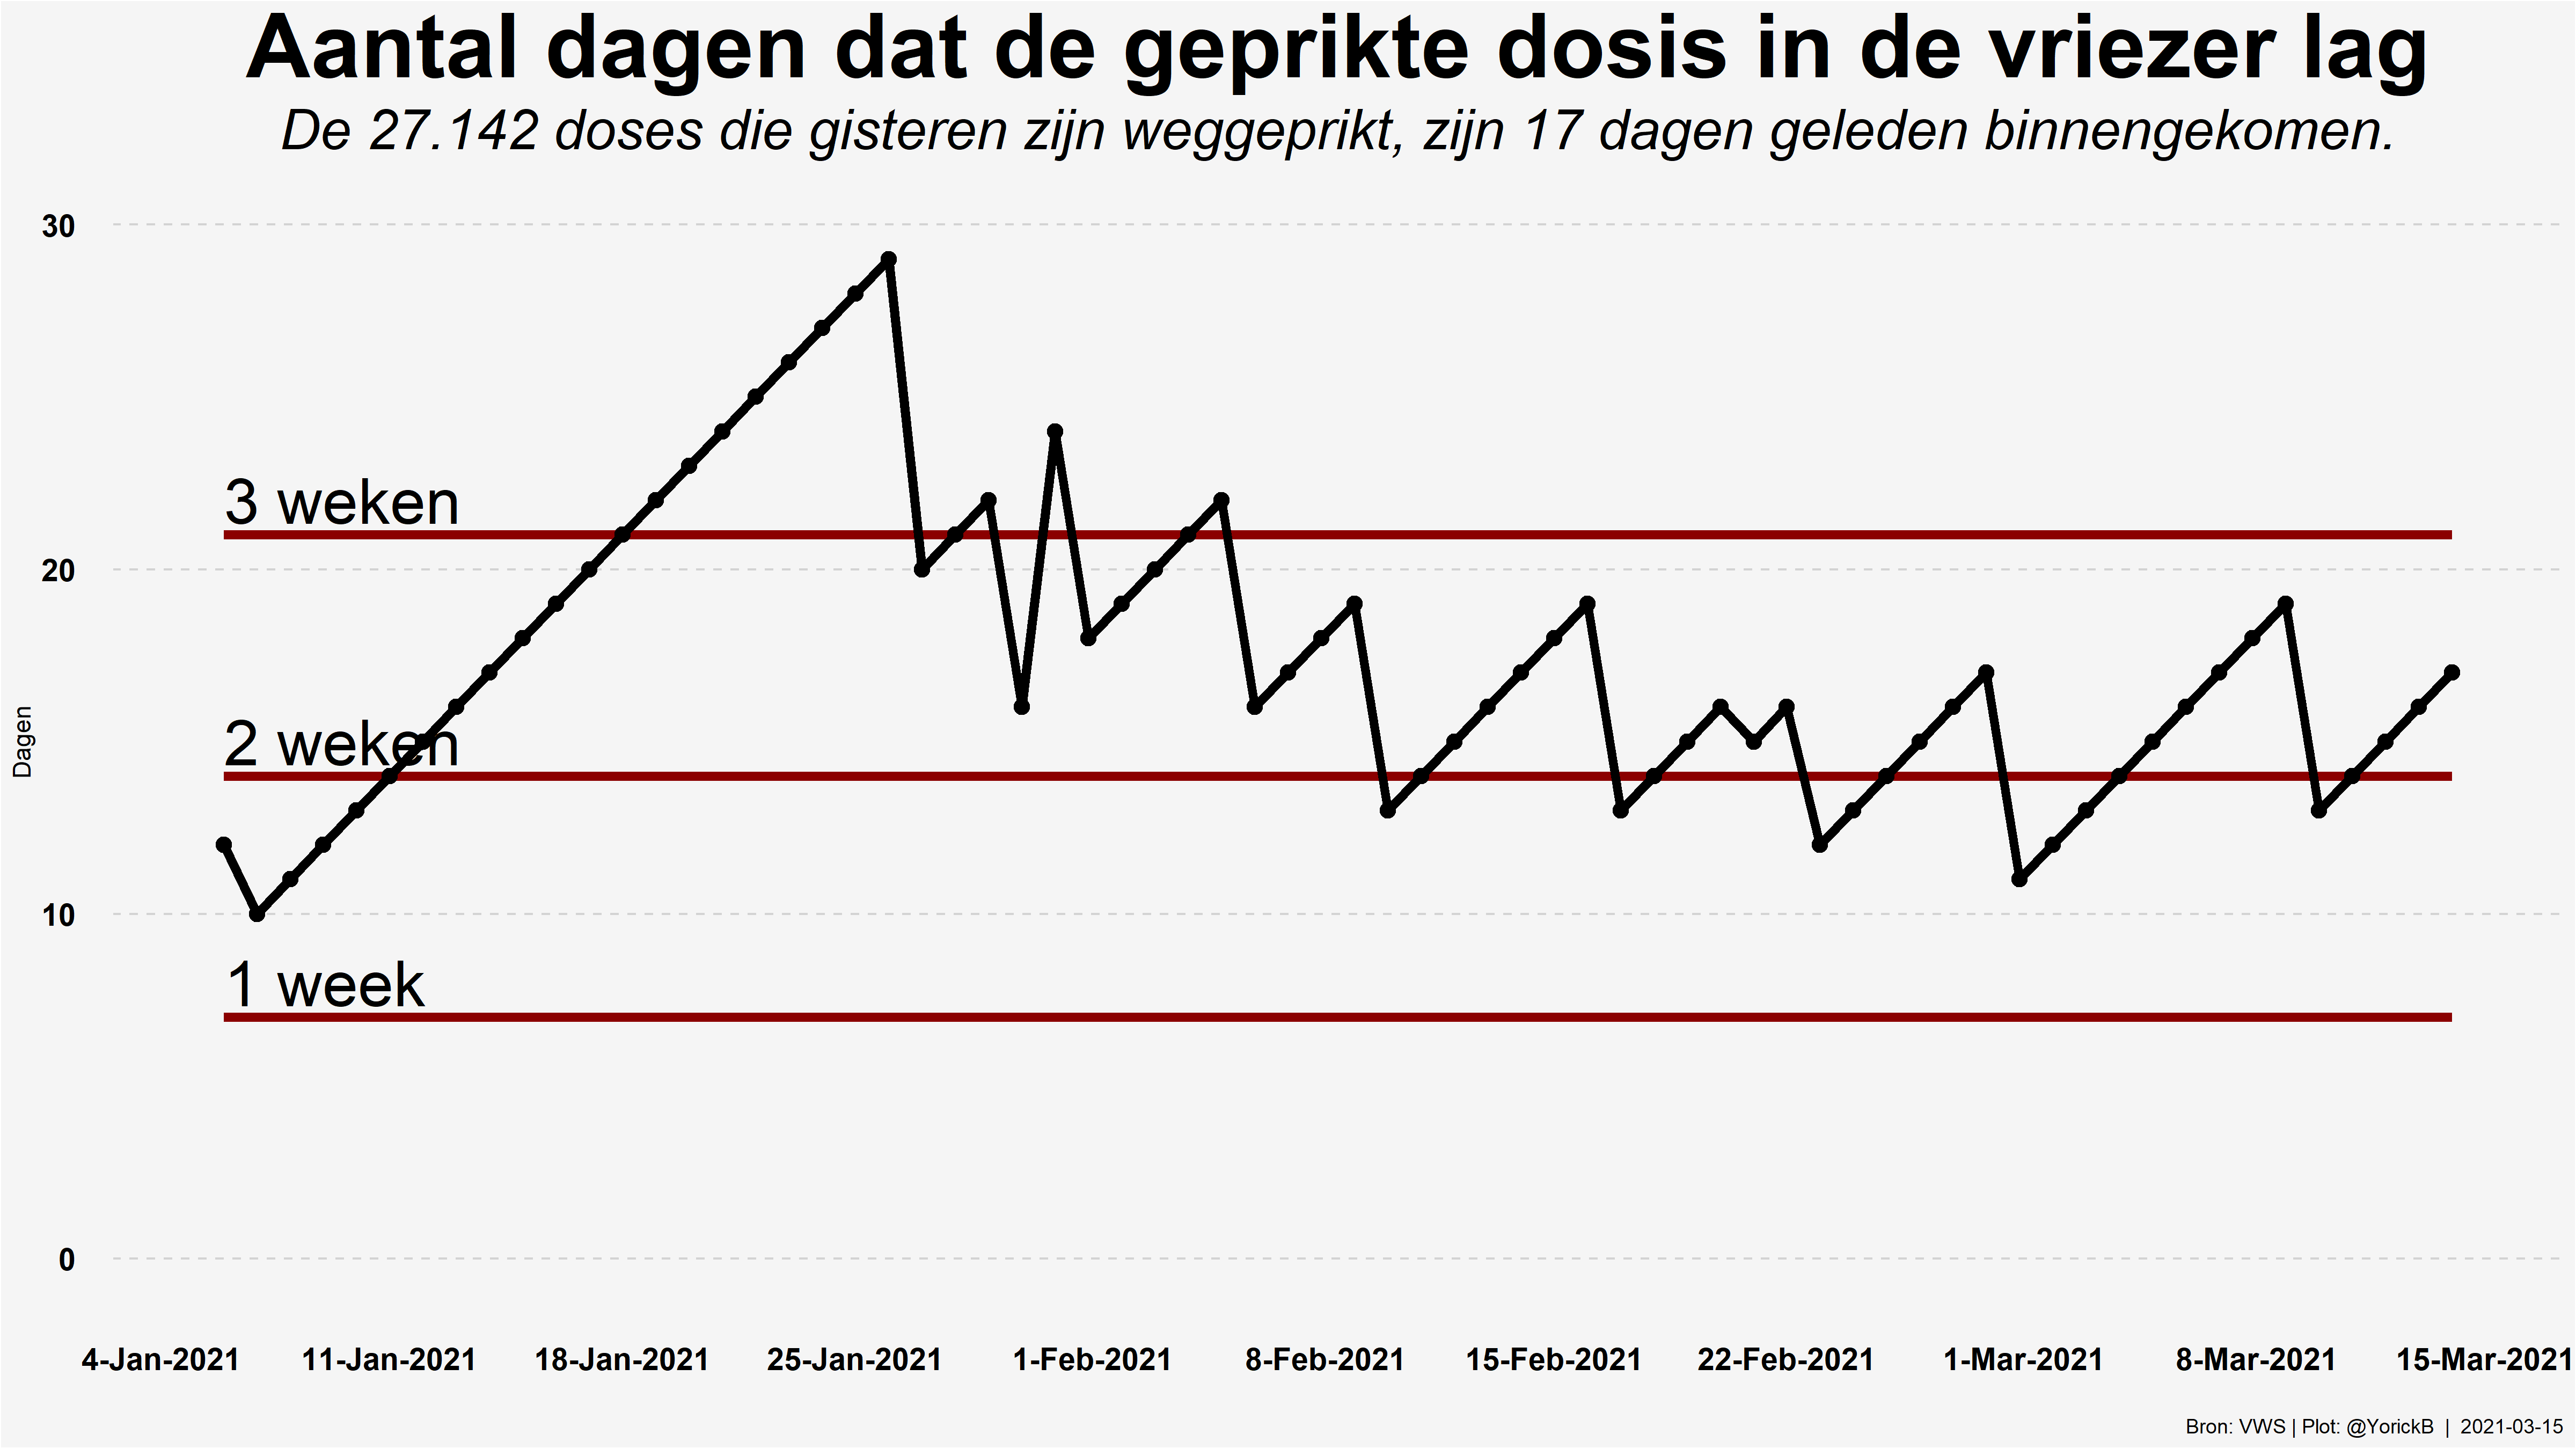 Aantal dagen dat de geprikte dosis in de vriezer lag
De 27.142 doses die gisteren zijn weggeprikt, zijn 17 dagen geleden binnengekomen.
30
3 weken
20
2 weken
Dagen
10
1 week
0
4-Jan-2021 11-Jan-2021 18-Jan-2021 25-Jan-2021 1-Feb-2021 8-Feb-2021 15-Feb-2021 22-Feb-2021 1-Mar-2021 8-Mar-2021 15-Mar-2021
Bron: VWS | Plot: @YorickB | 2021-03-15